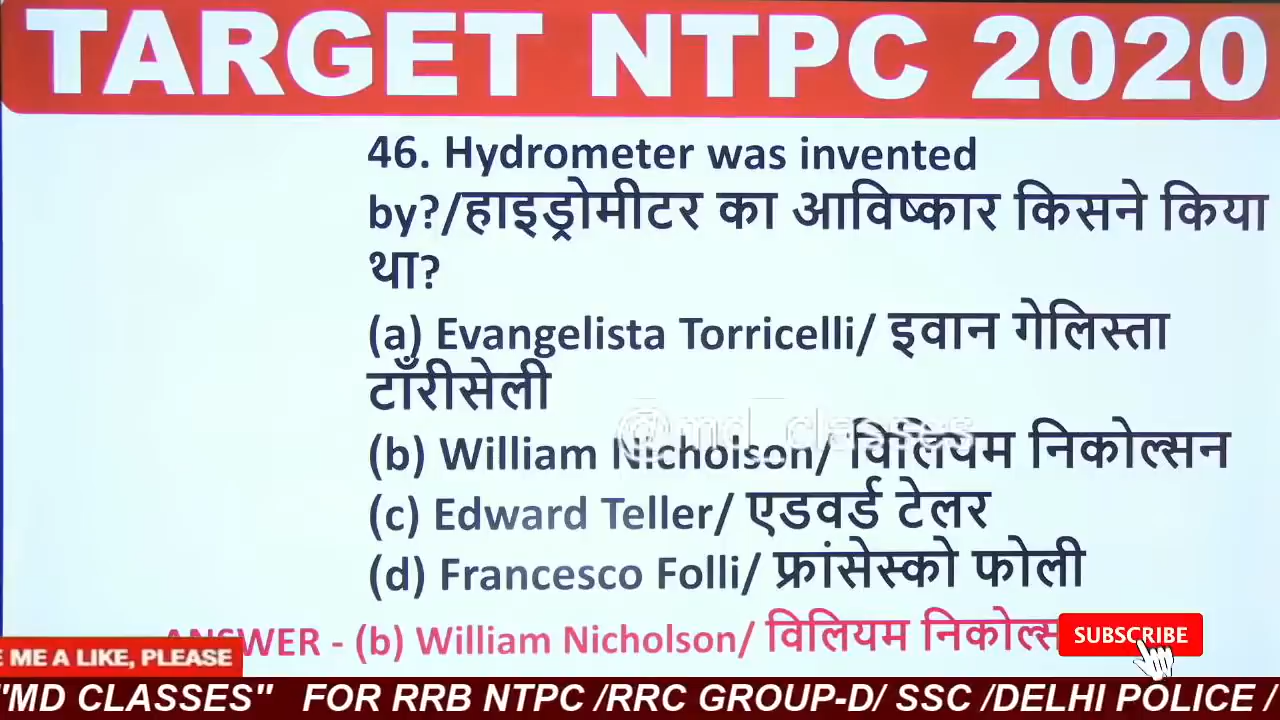 TARGET NTPC 2020
46. Hydrometer was invented
by?/हाइड्रोमीटर का आविष्कार किसने किया
था?
(a) Evangelista Torricelli/ इवान गेलिस्ता
टाँरीसेली
@md_classes
(b) William Nicholson/ विलियम निकोल्सन
(c) Edward Teller/ एडवर्ड टेलर
(d) Francesco Folli/ फ्रांसेस्को फोली
ANSWER - (b) William Nicholson/ विलियम निकोल्स
SUBSCRIBE
E ME A LIKE, PLEASE
"MD CLASSES" FOR RRB NTPC /RRC GROUP-D/ SSC /DELHI POLICE /